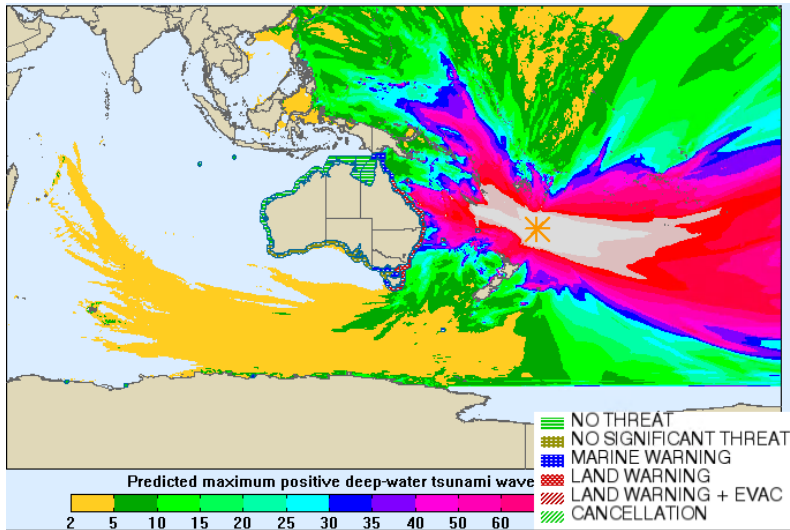 NO THREAT
NO SIGNIFICANT THREAT
MARINE WARNING
LAND WARNING
LAND WARNING + EVAC
CANCELLATION
Predicted maximum positive deep-water tsunami wave
2 5 10 15 20 25 30 35 40 50 60